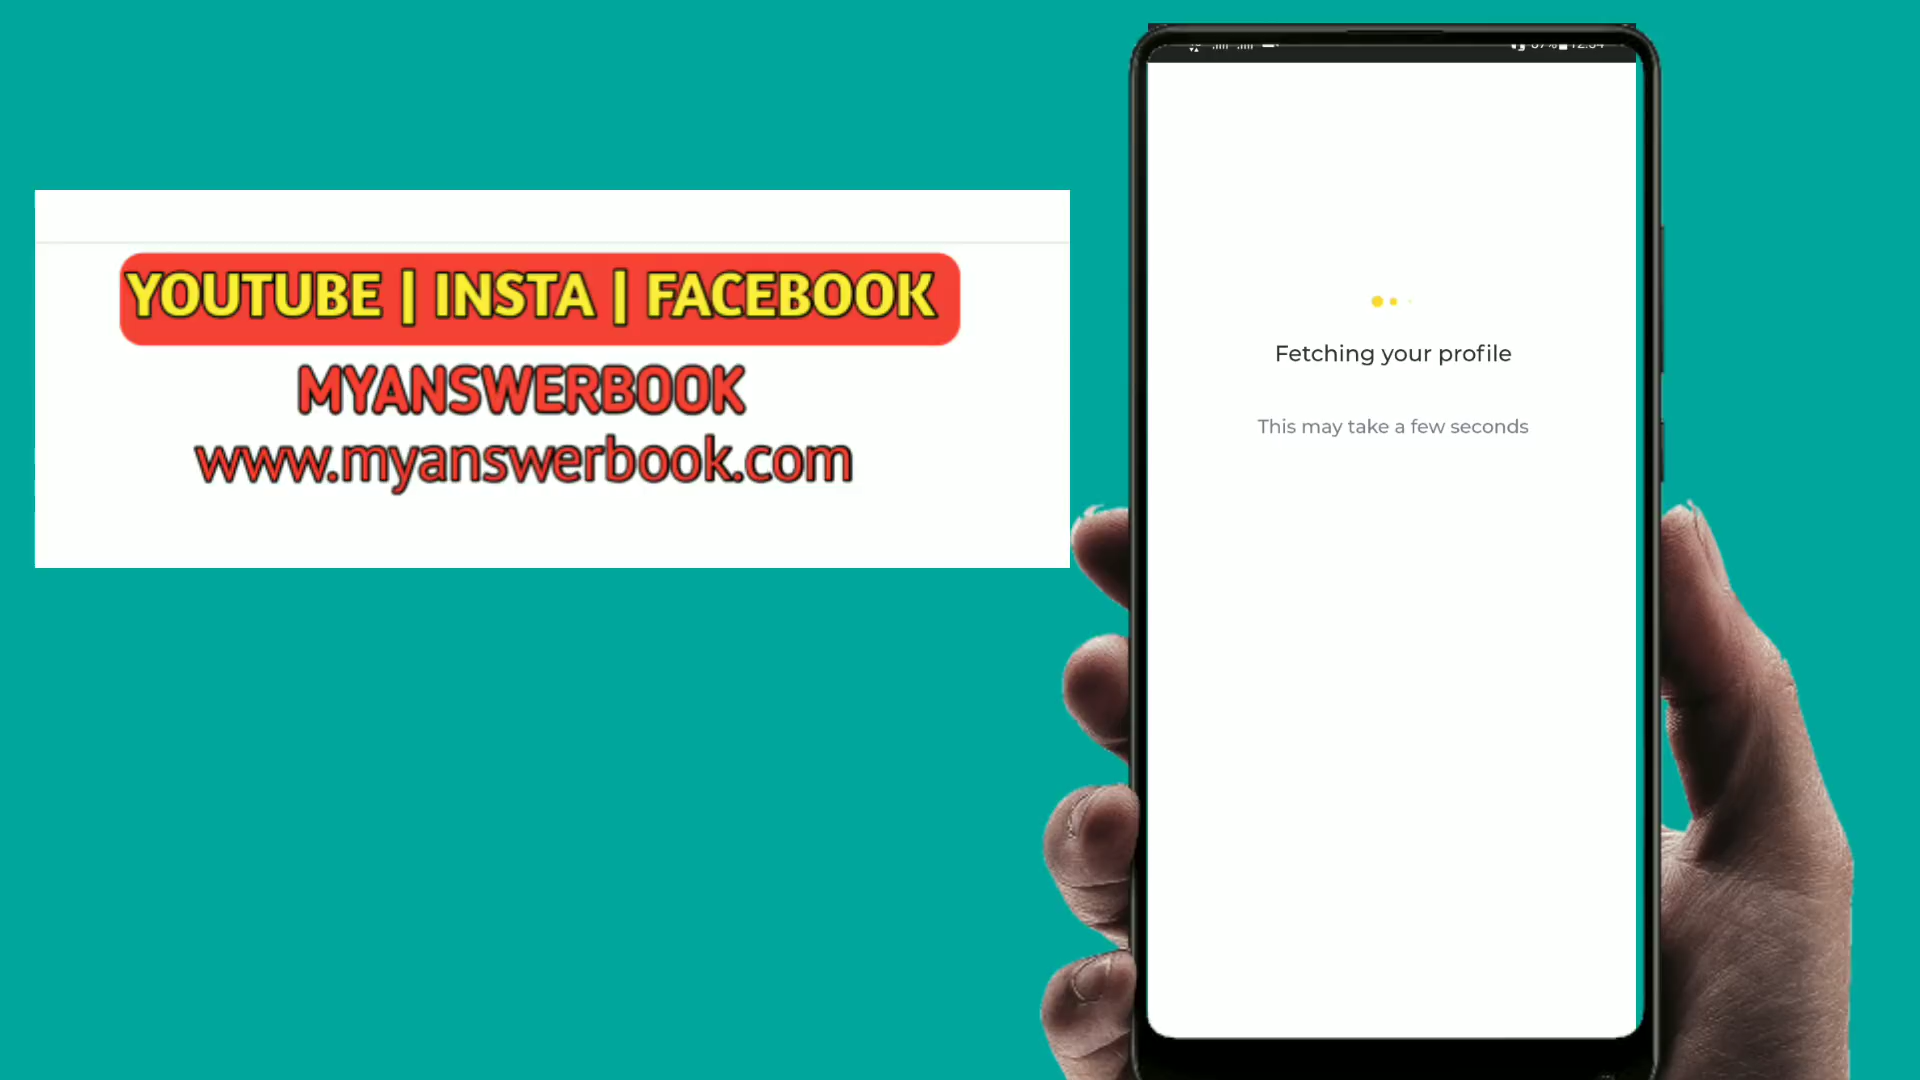 YOUTUBE | INSTA | FACEBOOK
MYANSWERBOOK
www.myanswerbook.com
Fetching your profile
This may take a few seconds